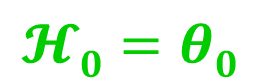 𝓗₀ = 𝜽₀